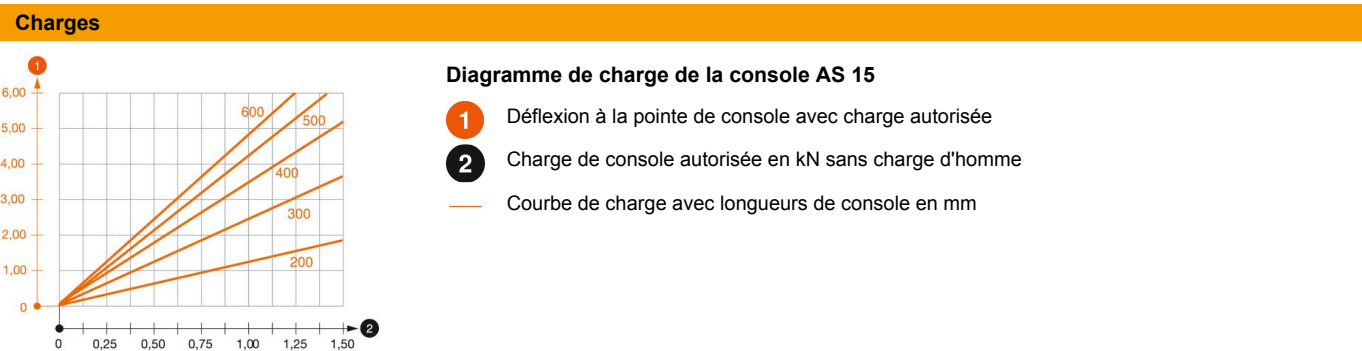 Charges
1
6,00
5,00
4,00
3,00
2,00
1,00
0
600
500
400
300
200
2
0 0,25 0,50 0,75 1,00 1,25 1,50
Diagramme de charge de la console AS 15
1 Déflexion à la pointe de console avec charge autorisée
2 Charge de console autorisée en kN sans charge d'homme
Courbe de charge avec longueurs de console en mm